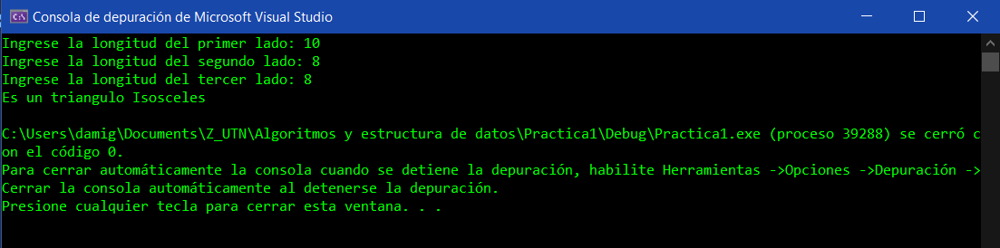 Consola de depuración de Microsoft Visual Studio
Ingrese la longitud del primer lado: 10
Ingrese la longitud del segundo lado: 8
Ingrese la longitud del tercer lado: 8
Es un triangulo Isosceles
C:\Users\damig\Documents\Z_UTN\Algoritmos y estructura de datos\Practica1\Debug\Practica1.exe (proceso 39288) se cerró c
on el código 0.
Para cerrar automáticamente la consola cuando se detiene la depuración, habilite Herramientas ->Opciones ->Depuración ->
Cerrar la consola automáticamente al detenerse la depuración.
Presione cualquier tecla para cerrar esta ventana. . .